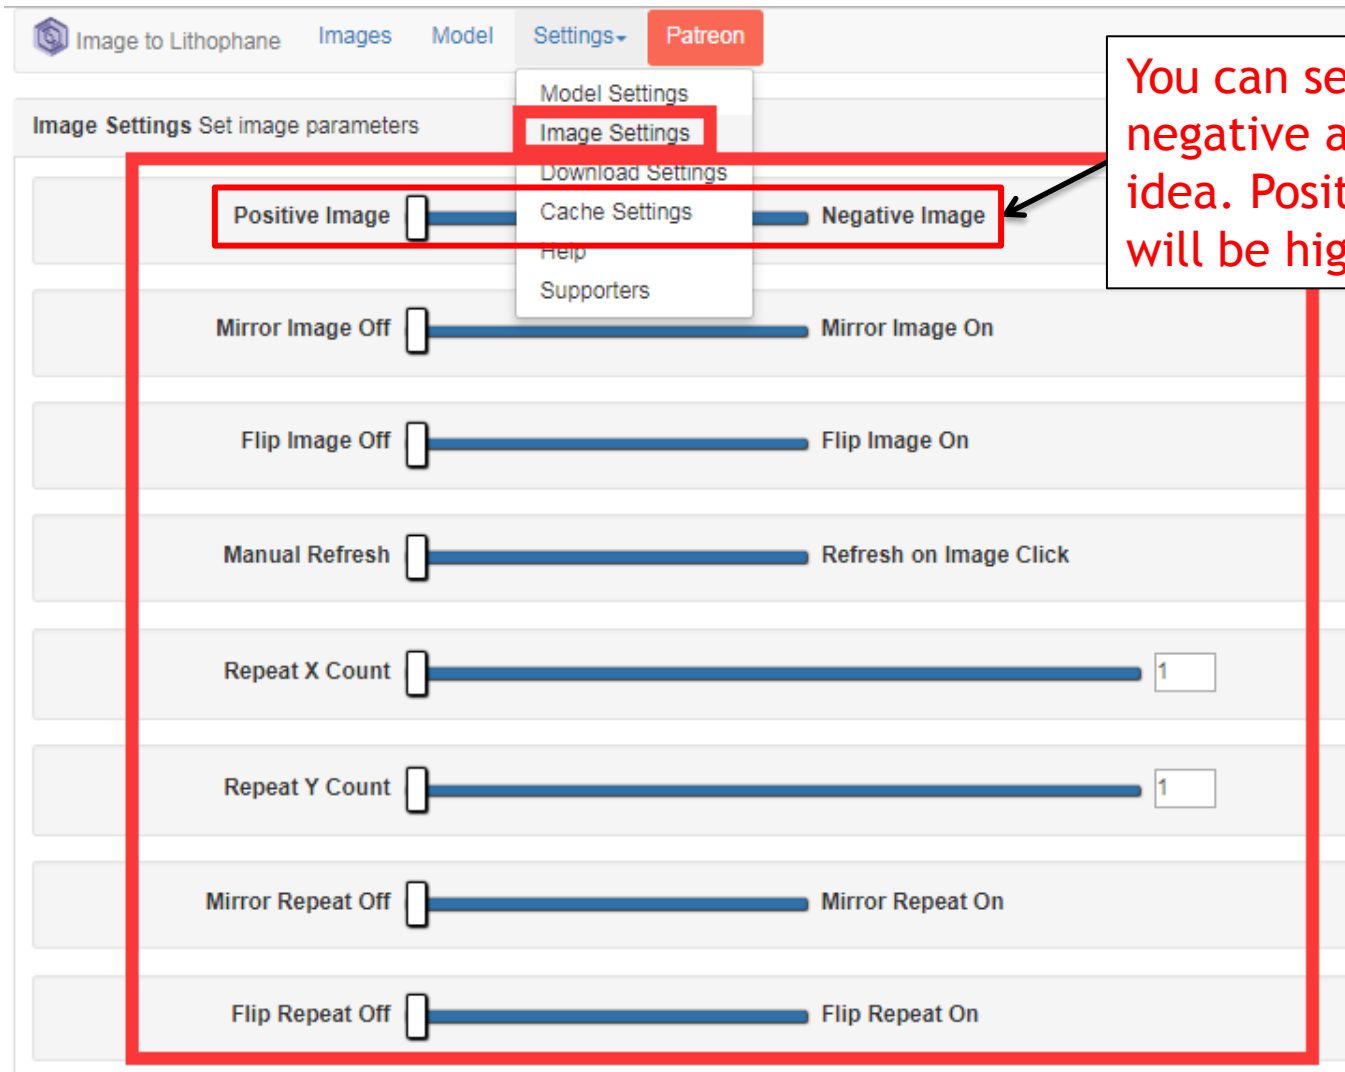 Image to Lithophane Images Model Settings Patreon
Model Settings
Image Settings Set image parameters
Image Settings
Download Settings
Cache Settings
Help
Supporters
You can se
negative a
idea. Posit
will be hig
Positive Image Negative Image
Mirror Image Off Mirror Image On
Flip Image Off Flip Image On
Manual Refresh Refresh on Image Click
Repeat X Count 1
Repeat Y Count 1
Mirror Repeat Off Mirror Repeat On
Flip Repeat Off Flip Repeat On